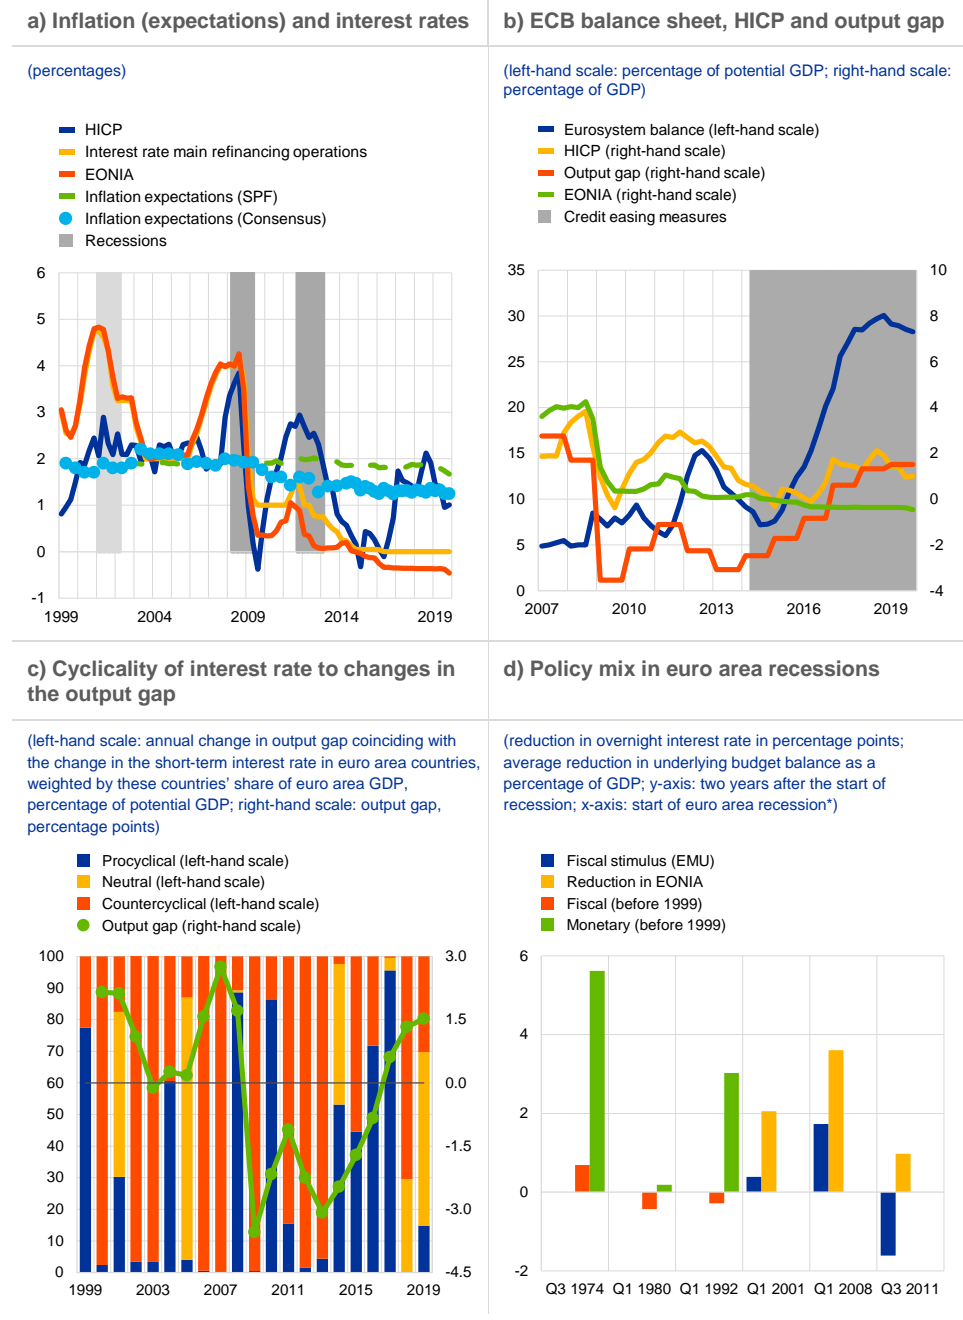 a) Inflation (expectations) and interest rates
(percentages)
HICP
Interest rate main refinancing operations
EONIA
Inflation expectations (SPF)
Inflation expectations (Consensus)
Recessions
6
5
4
3
2
1
0
-1
1999 2004 2009 2014 2019
b) ECB balance sheet, HICP and output gap
(left-hand scale: percentage of potential GDP; right-hand scale:
percentage of GDP)
Eurosystem balance (left-hand scale)
HICP (right-hand scale)
Output gap (right-hand scale)
EONIA (right-hand scale)
Credit easing measures
35 10
30 8
25 6
20 4
15 2
10 0
5 -2
0 -4
2007 2010 2013 2016 2019
c) Cyclicality of interest rate to changes in
the output gap
(left-hand scale: annual change in output gap coinciding with
the change in the short-term interest rate in euro area countries,
weighted by these countries' share of euro area GDP,
percentage of potential GDP; right-hand scale: output gap,
percentage points)
Procyclical (left-hand scale)
Neutral (left-hand scale)
Countercyclical (left-hand scale)
Output gap (right-hand scale)
100 3.0
90
80 1.5
70
60 0.0
50
40 -1.5
30
20 -3.0
10
0 -4.5
1999 2003 2007 2011 2015 2019
d) Policy mix in euro area recessions
(reduction in overnight interest rate in percentage points;
average reduction in underlying budget balance as a
percentage of GDP; y-axis: two years after the start of
recession; x-axis: start of euro area recession*)
Fiscal stimulus (EMU)
Reduction in EONIA
Fiscal (before 1999)
Monetary (before 1999)
6
4
2
0
-2
Q3 1974 Q1 1980 Q1 1992 Q1 2001 Q1 2008 Q3 2011